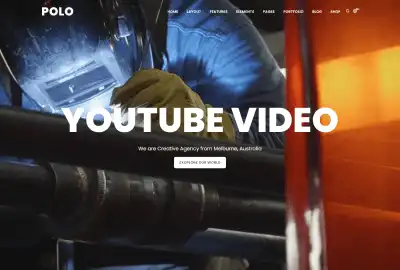 POLO
HOME LAYOUT FEATURES ELEMENTS PAGES PORTFOLIO BLOG SHOP
YOUTUBE VIDEO
We are Creative Agency from Melburne, Australia
EXPLORE OUR WORLD